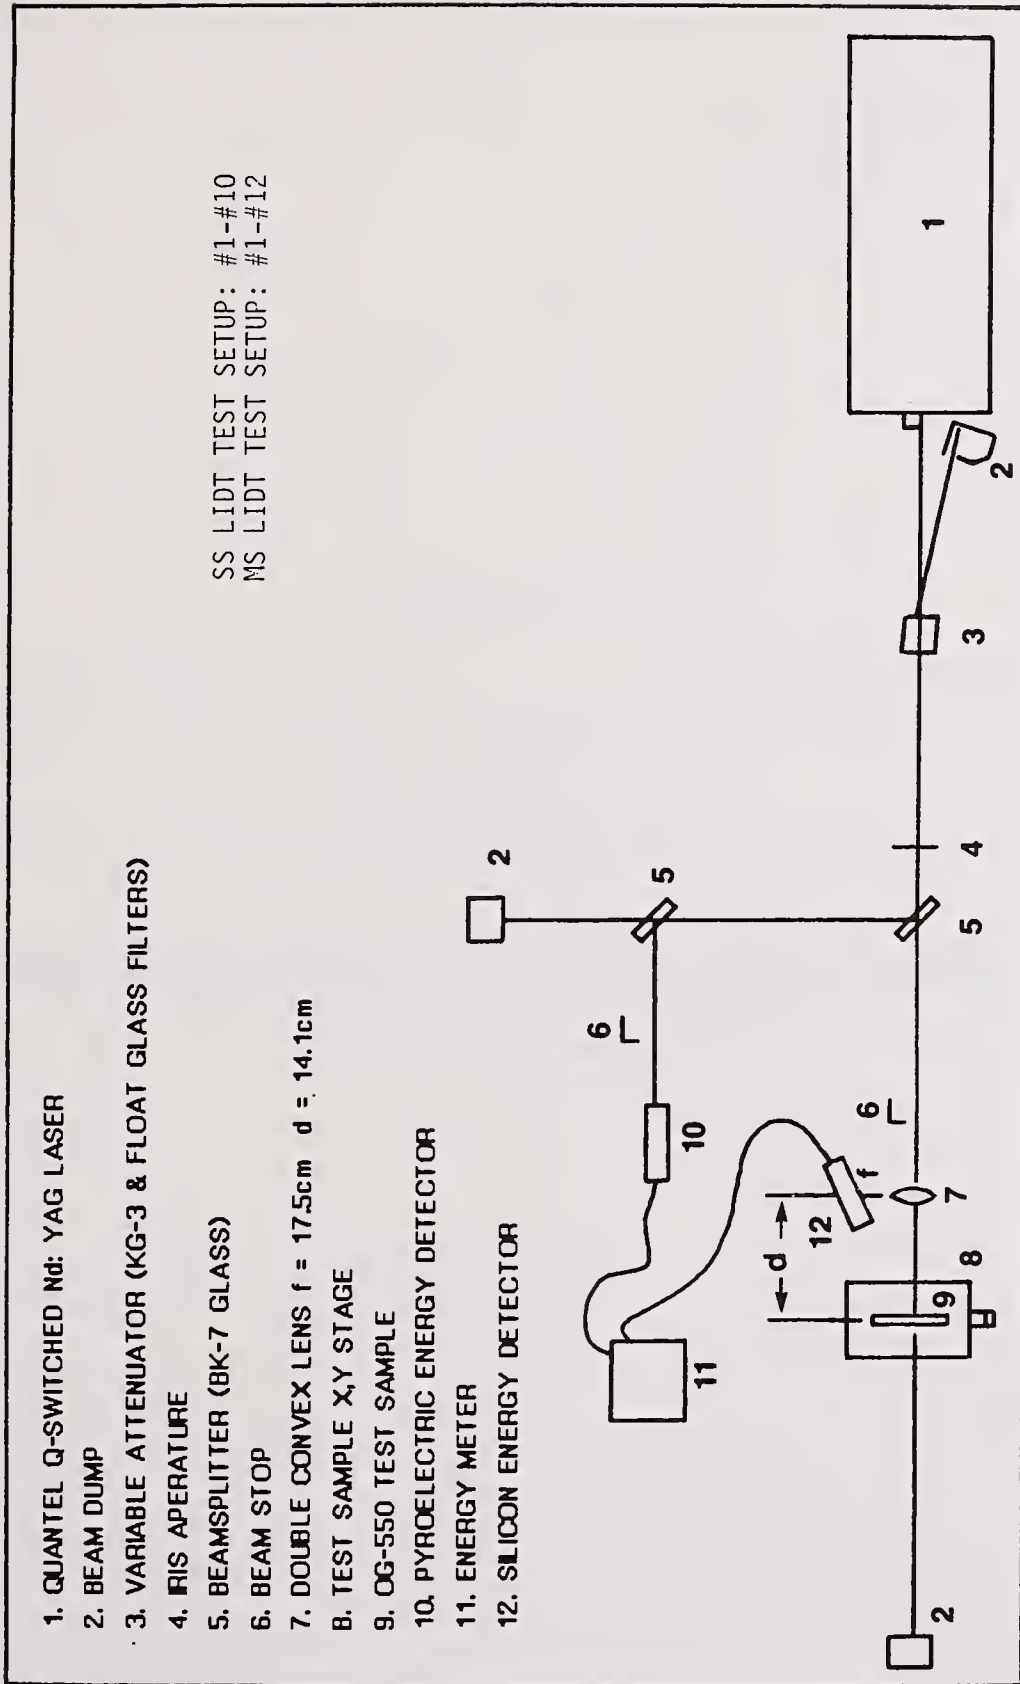 1. QUANTEL Q-SWITCHED Nd: YAG LASER
2. BEAM DUMP
3. VARIABLE ATTENUATOR (KG-3 & FLOAT GLASS FILTERS)
4. IRIS APERATURE
5. BEAMSPLITTER (BK-7 GLASS)
6. BEAM STOP
7. DOUBLE CONVEX LENS f = 17.5cm d = 14.1cm
8. TEST SAMPLE X,Y STAGE
9. OG-550 TEST SAMPLE
10. PYROELECTRIC ENERGY DETECTOR
11. ENERGY METER
12. SILICON ENERGY DETECTOR
SS LIDT TEST SETUP: #1-#10
MS LIDT TEST SETUP: #1-#12
2
5
6
10
11
12
f
d
6
7
8
9
2
5
4
3
2
1